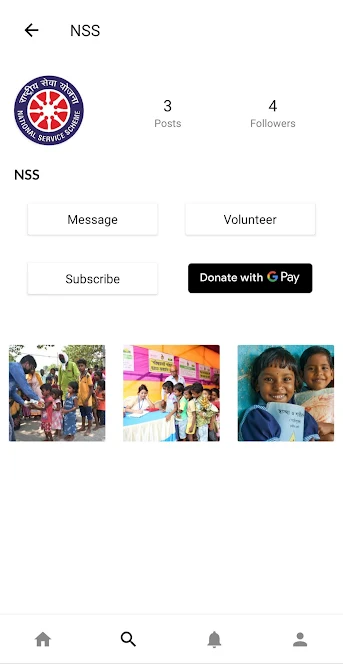 NSS
राष्ट्रीय सेवा योजना
NATIONAL SERVICE SCHEME
3
Posts
4
Followers
NSS
Message
Volunteer
Subscribe
Donate with G Pay